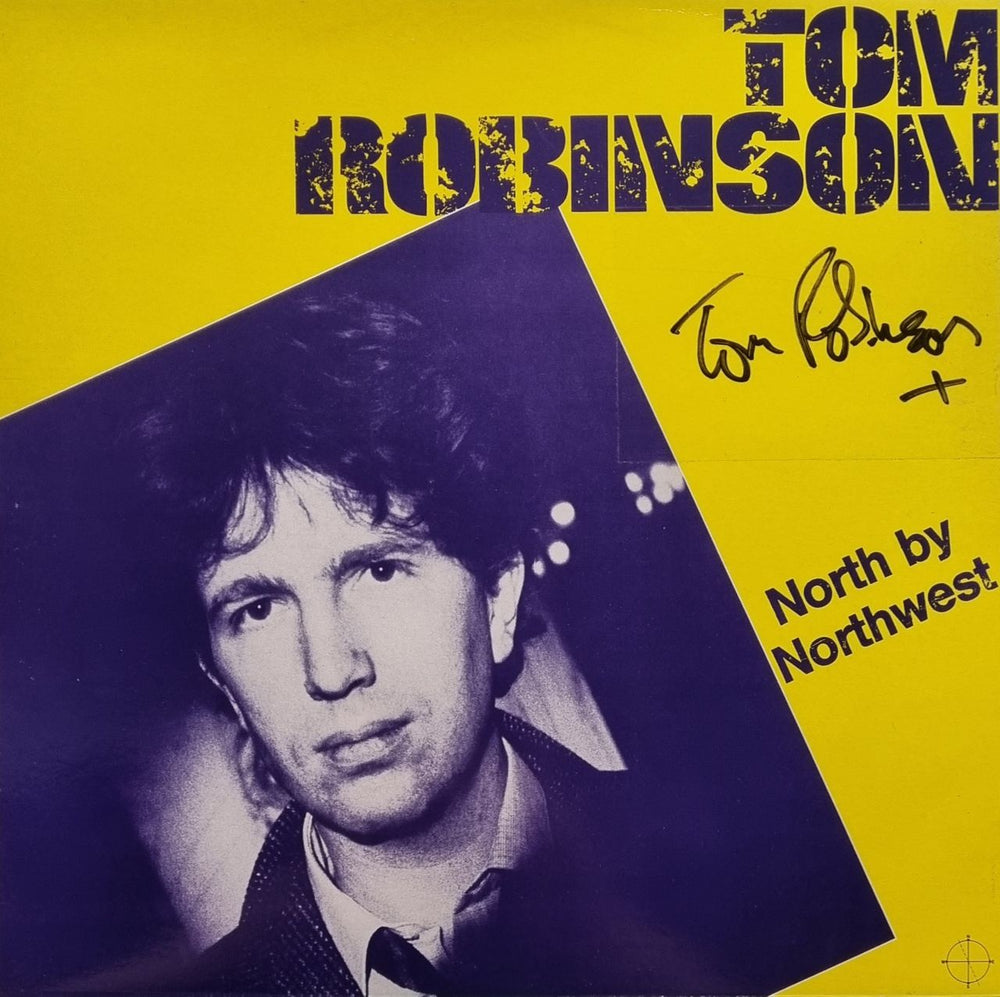 TOM
ROBINSON
Tom Robinson
+
North by
Northwest